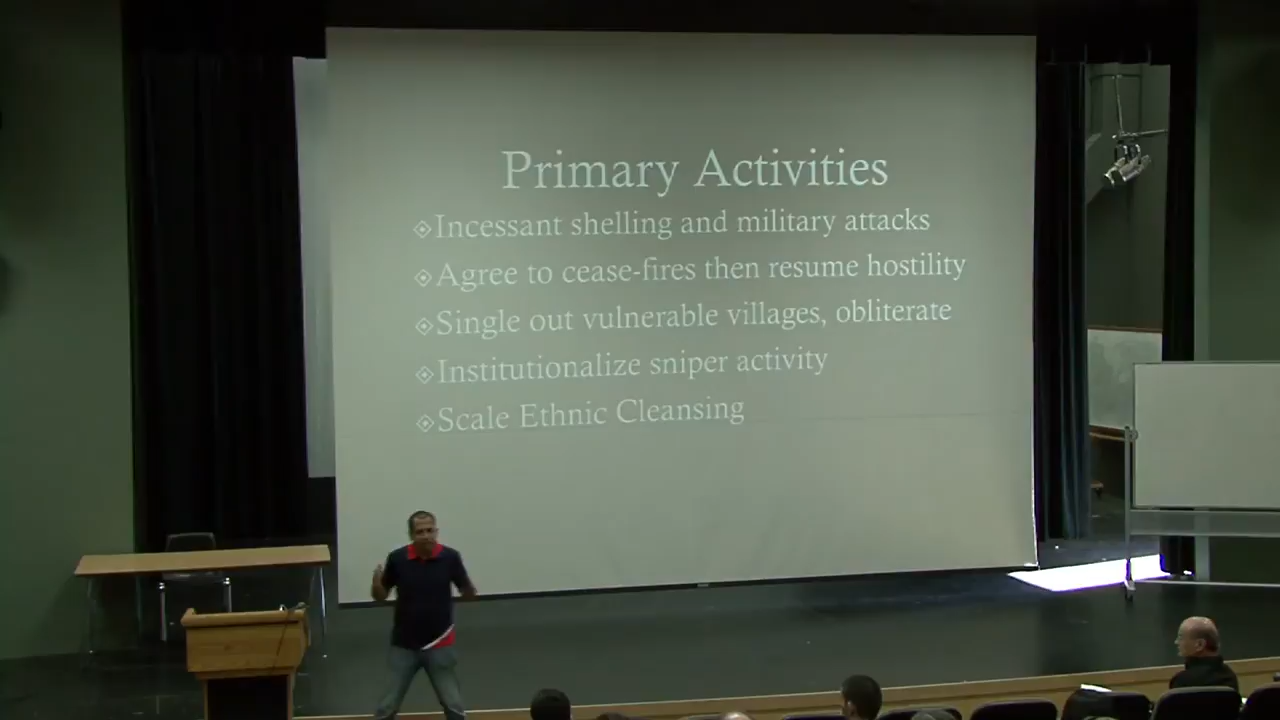 Primary Activities
Incessant shelling and military attacks
Agree to cease-fires then resume hostility
Single out vulnerable villages, obliterate
Institutionalize sniper activity
Scale Ethnic Cleansing